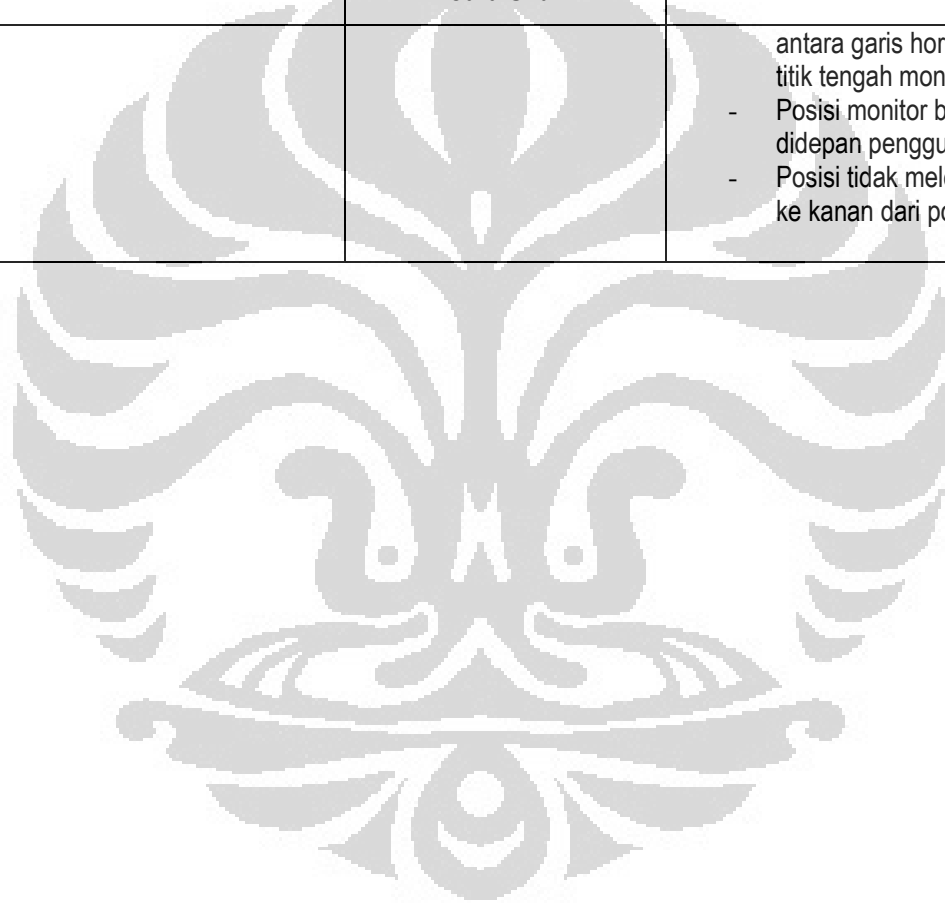 antara garis hor
titik tengah mon
- Posisi monitor b
didepan penggu
- Posisi tidak mel
ke kanan dari po